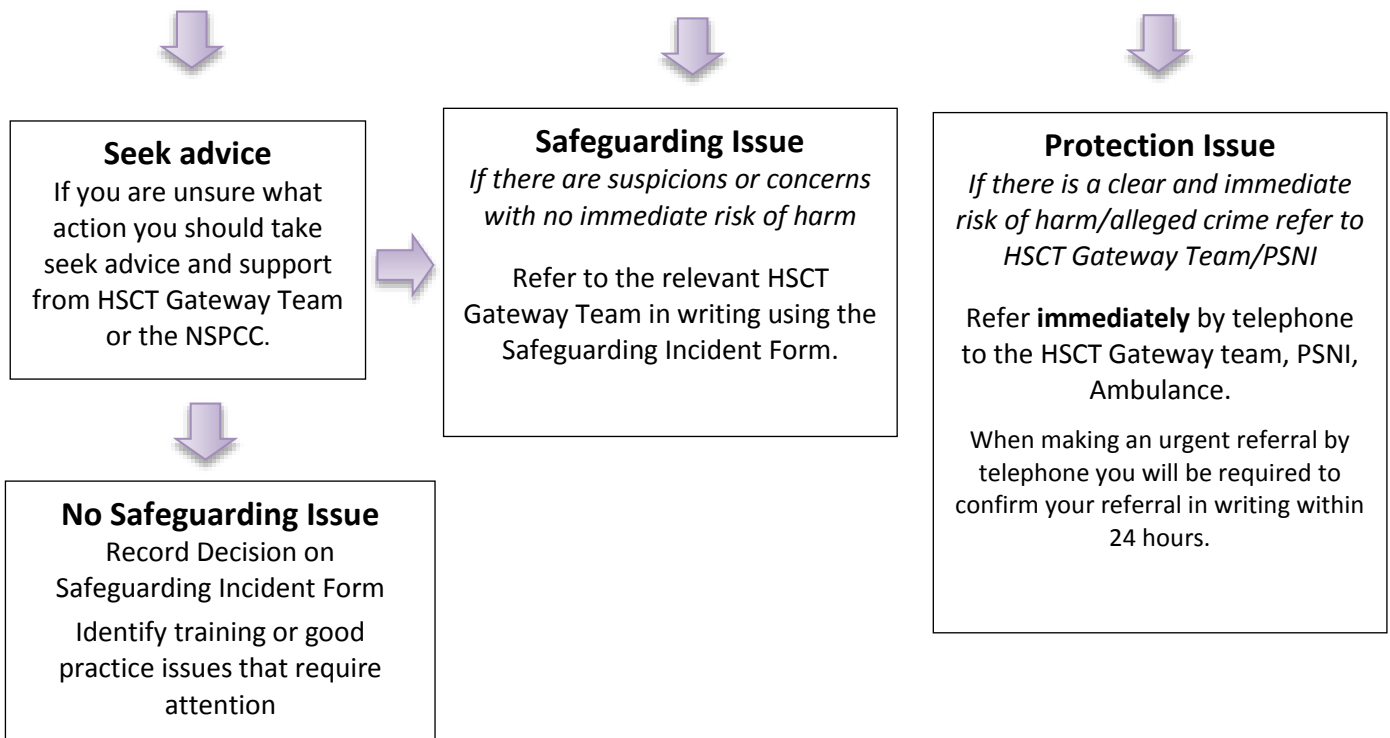 Seek advice
If you are unsure what
action you should take
seek advice and support
from HSCT Gateway Team
or the NSPCC.
Safeguarding Issue
If there are suspicions or concerns
with no immediate risk of harm
Refer to the relevant HSCT
Gateway Team in writing using the
Safeguarding Incident Form.
Protection Issue
If there is a clear and immediate
risk of harm/alleged crime refer to
HSCT Gateway Team/PSNI
Refer immediately by telephone
to the HSCT Gateway team, PSNI,
Ambulance.
When making an urgent referral by
telephone you will be required to
confirm your referral in writing within
24 hours.
No Safeguarding Issue
Record Decision on
Safeguarding Incident Form
Identify training or good
practice issues that require
attention